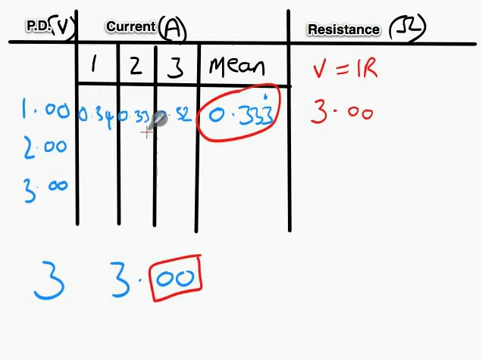 P.D. (V) Current (A) Resistance (Ω)
1 2 3 Mean V = IR
1.00 0.34 0.33 0.32 0.333̇ 3.00
2.00
3.00
3 3.00